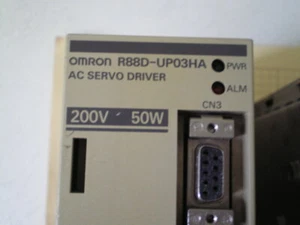 omron R88D-UP03HA PWR
AC SERVO DRIVER
ALM
CN3
200V 50W